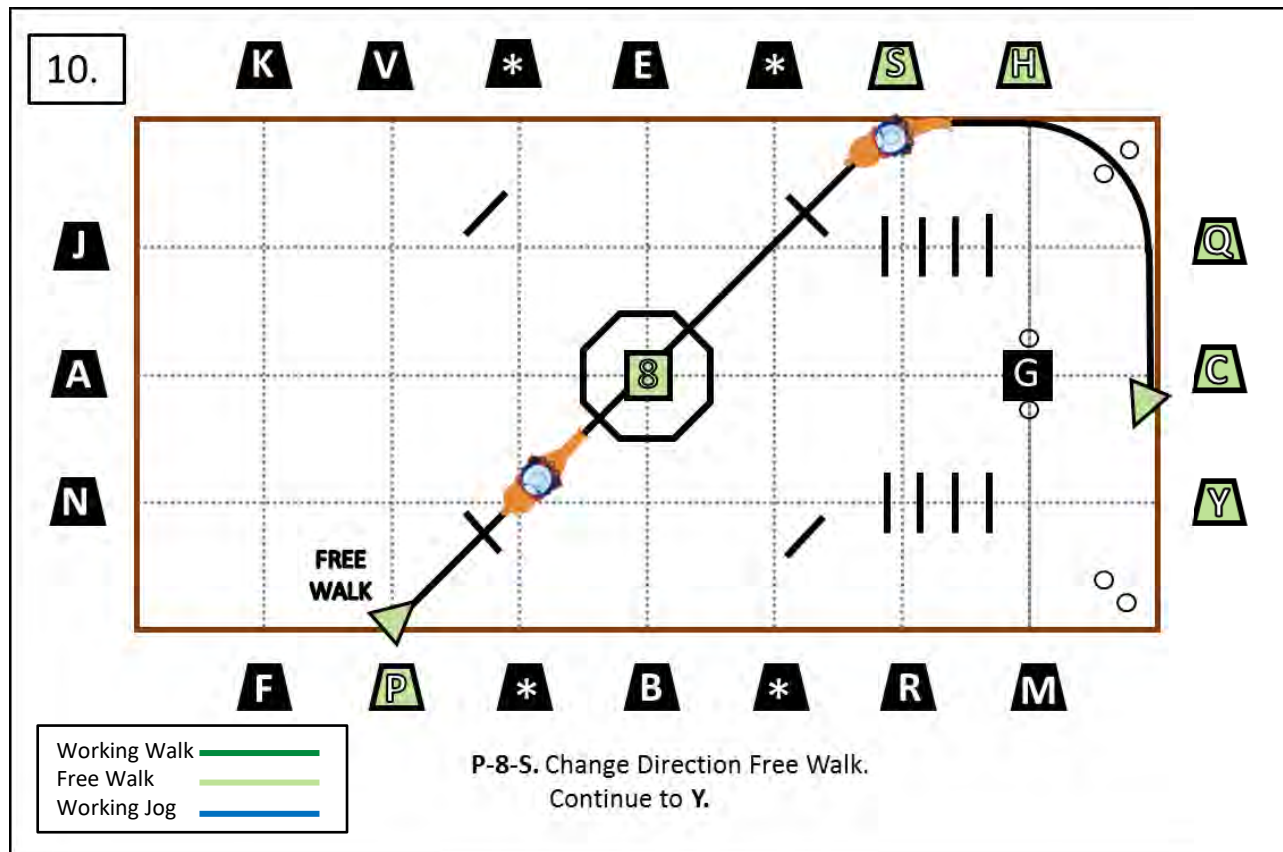 10.
K V * E * S H
J
Q
8
A
G
C
N
Y
FREE
WALK
F P * B * R M
Working Walk
Free Walk
Working Jog
P-8-S. Change Direction Free Walk.
Continue to Y.